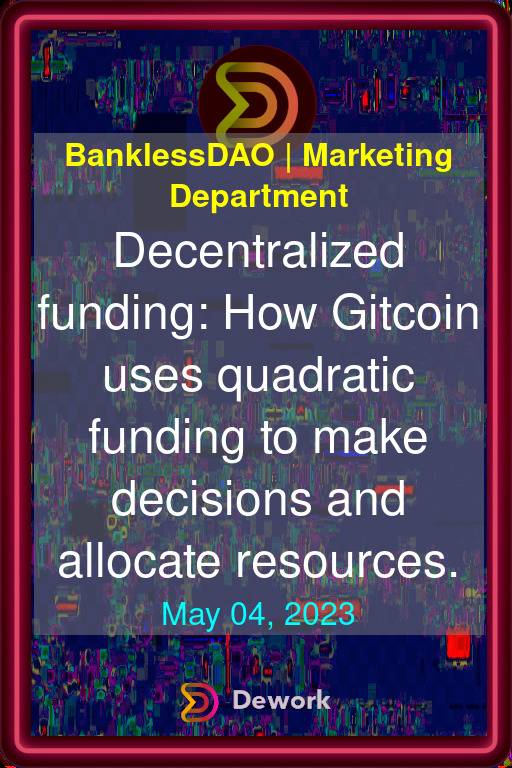 BanklessDAO | Marketing
Department
Decentralized
funding: How Gitcoin
uses quadratic
funding to make
decisions and
allocate resources.
May 04, 2023
Dework